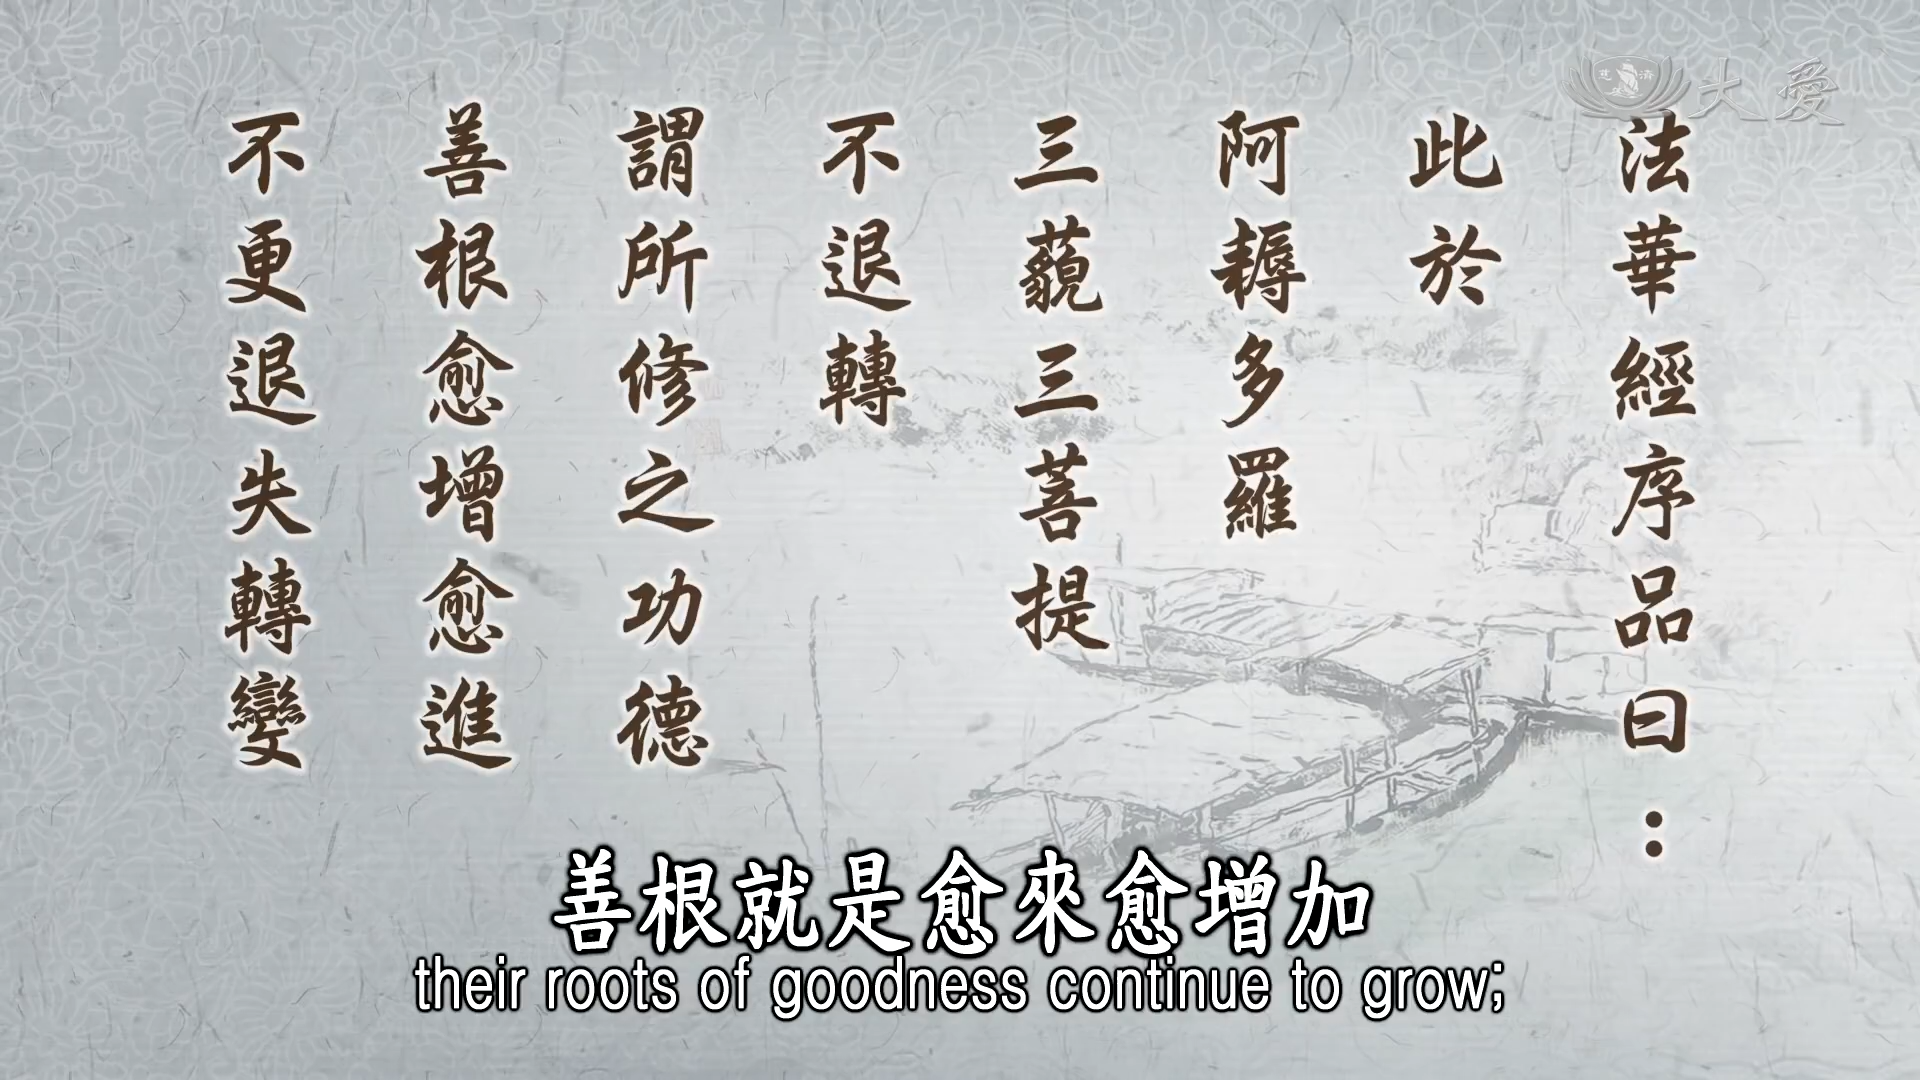 大愛
法華經序品曰：
此於
阿耨多羅
三藐三菩提
不退轉
謂所修之功德
善根愈增愈進
不更退失轉變
善根就是愈來愈增加
their roots of goodness continue to grow;